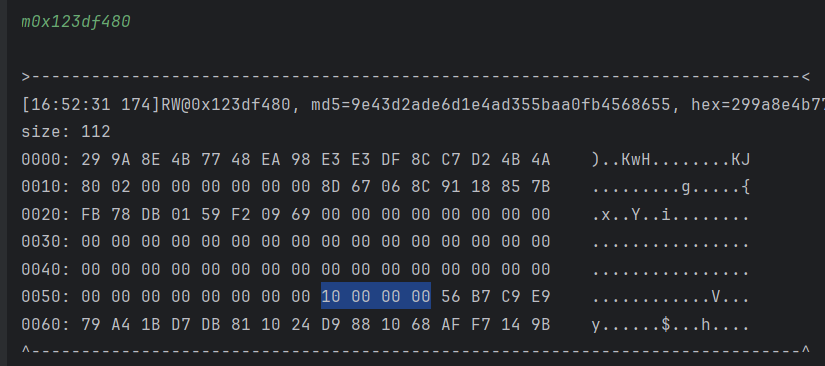 m0x123df480
>-----------------------------------------------------------------------------<
[16:52:31 174]RW@0x123df480, md5=9e43d2ade6d1e4ad355baa0fb4568655, hex=299a8e4b77
size: 112
0000: 29 9A 8E 4B 77 48 EA 98 E3 E3 DF 8C C7 D2 4B 4A    )..KwH........KJ
0010: 80 02 00 00 00 00 00 00 8D 67 06 8C 91 18 85 7B    .........g.....{
0020: FB 78 DB 01 59 F2 09 69 00 00 00 00 00 00 00 00    .x..Y..i........
0030: 00 00 00 00 00 00 00 00 00 00 00 00 00 00 00 00    ................
0040: 00 00 00 00 00 00 00 00 00 00 00 00 00 00 00 00    ................
0050: 00 00 00 00 00 00 00 00 10 00 00 00 56 B7 C9 E9    ............V...
0060: 79 A4 1B D7 DB 81 10 24 D9 88 10 68 AF F7 14 9B    y......$...h....
^-----------------------------------------------------------------------------^